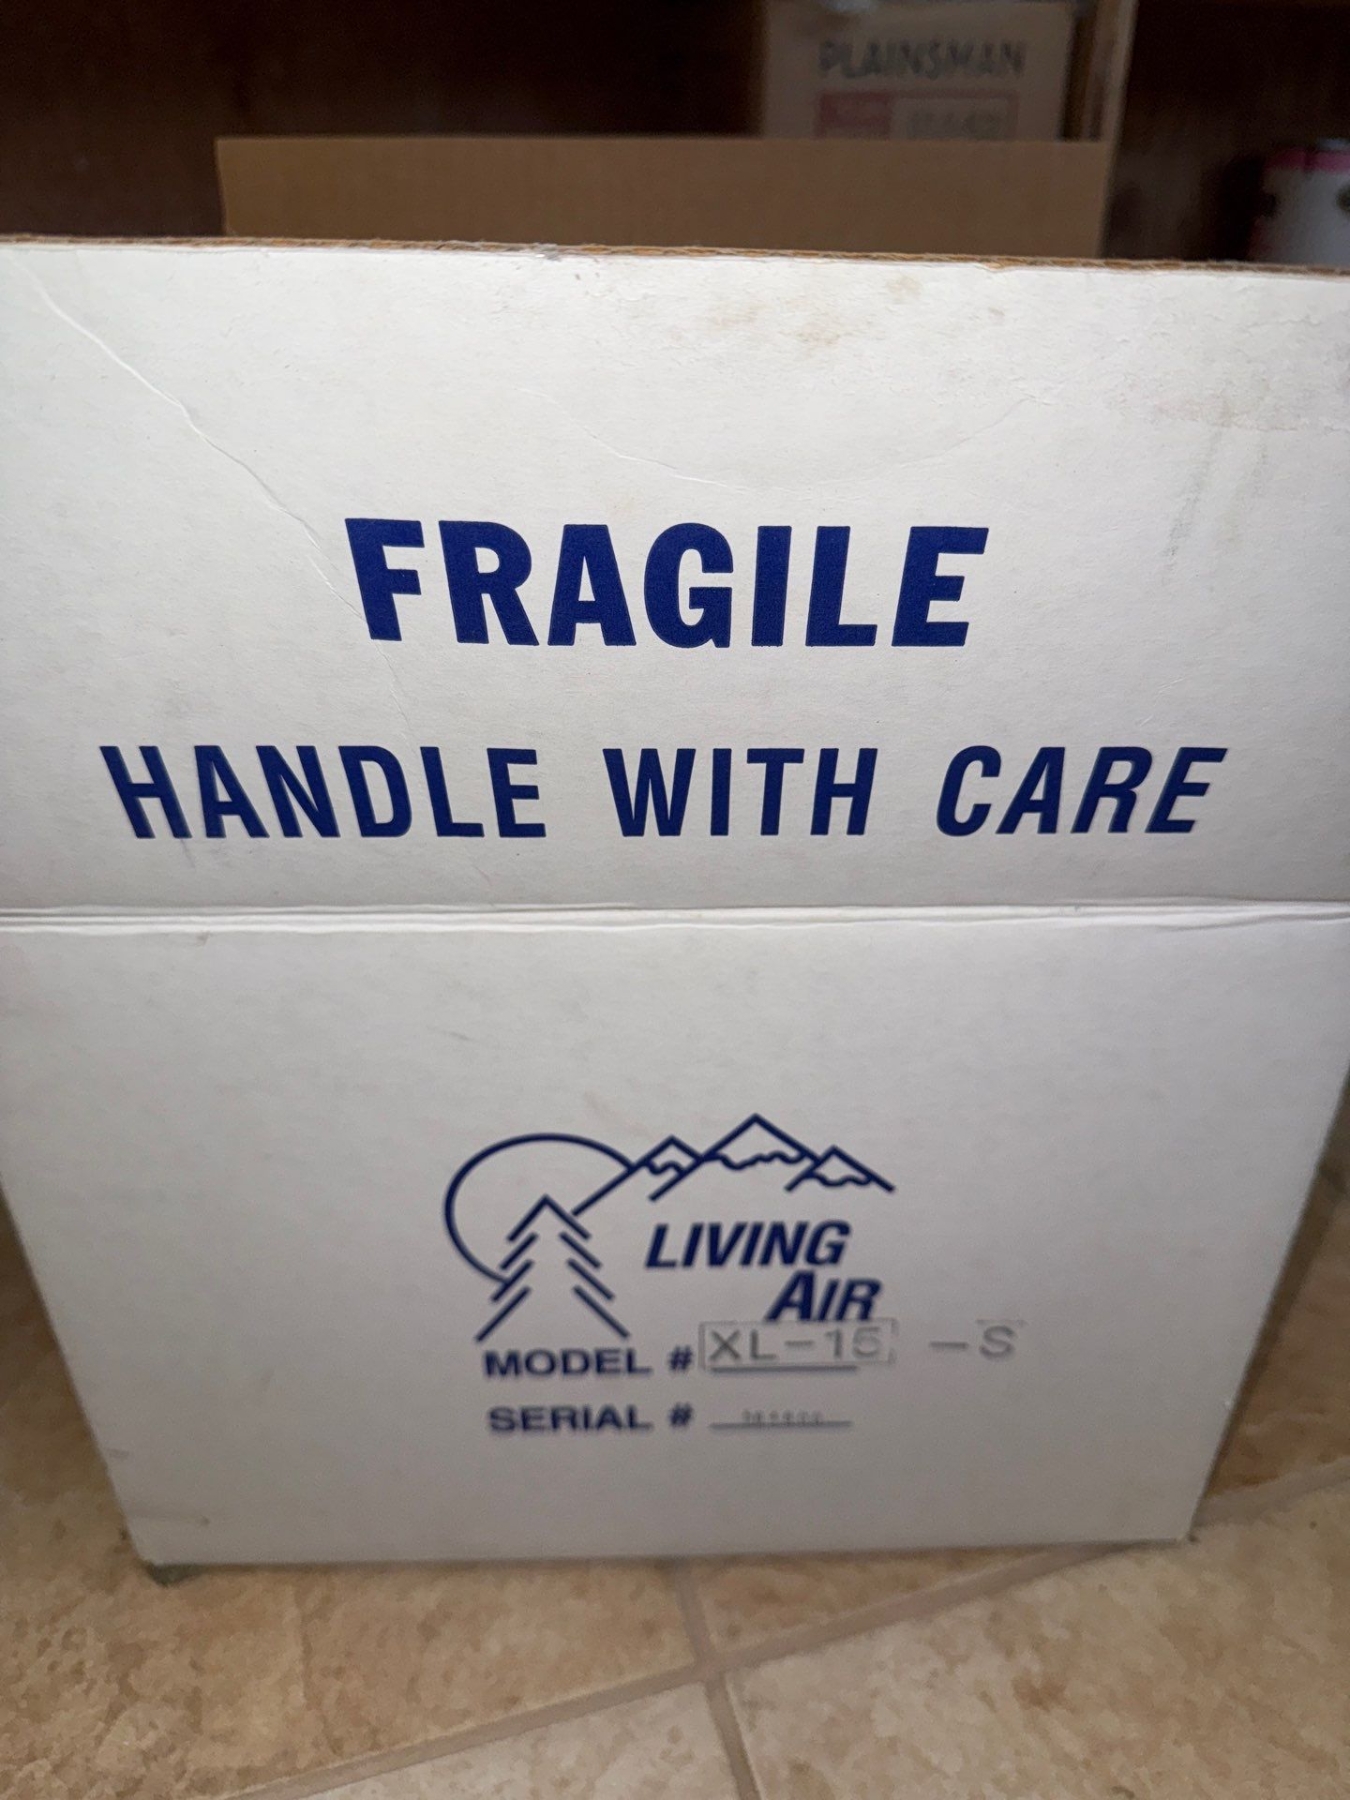 PLAINSMAN
FRAGILE
HANDLE WITH CARE
LIVING
AIR
MODEL # XL-15 -S
SERIAL #